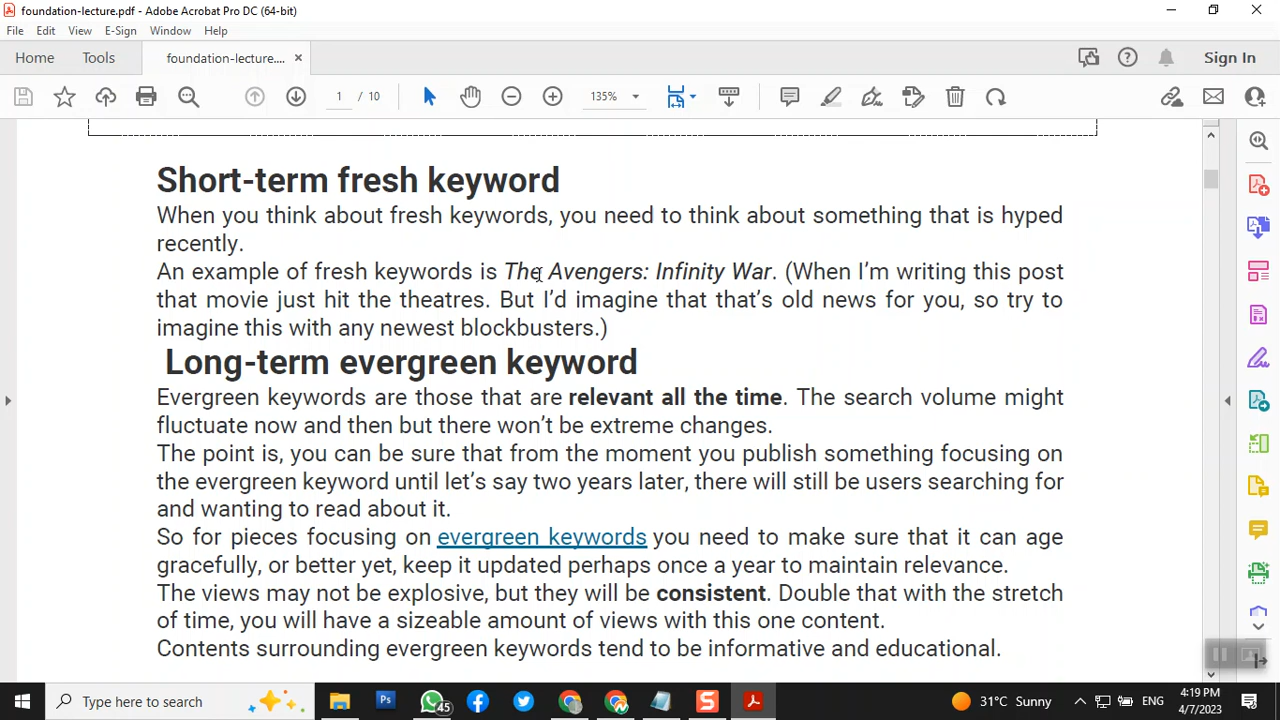 foundation-lecture.pdf - Adobe Acrobat Pro DC (64-bit)
File Edit View E-Sign Window Help
Home Tools foundation-lecture.... × Sign In
1 / 10 135%
Short-term fresh keyword
When you think about fresh keywords, you need to think about something that is hyped
recently.
An example of fresh keywords is The Avengers: Infinity War. (When I’m writing this post
that movie just hit the theatres. But I’d imagine that that’s old news for you, so try to
imagine this with any newest blockbusters.)
Long-term evergreen keyword
Evergreen keywords are those that are relevant all the time. The search volume might
fluctuate now and then but there won’t be extreme changes.
The point is, you can be sure that from the moment you publish something focusing on
the evergreen keyword until let’s say two years later, there will still be users searching for
and wanting to read about it.
So for pieces focusing on evergreen keywords you need to make sure that it can age
gracefully, or better yet, keep it updated perhaps once a year to maintain relevance.
The views may not be explosive, but they will be consistent. Double that with the stretch
of time, you will have a sizeable amount of views with this one content.
Contents surrounding evergreen keywords tend to be informative and educational.
Type here to search Ps 45 S 31°C Sunny ENG 4:19 PM
4/7/2023